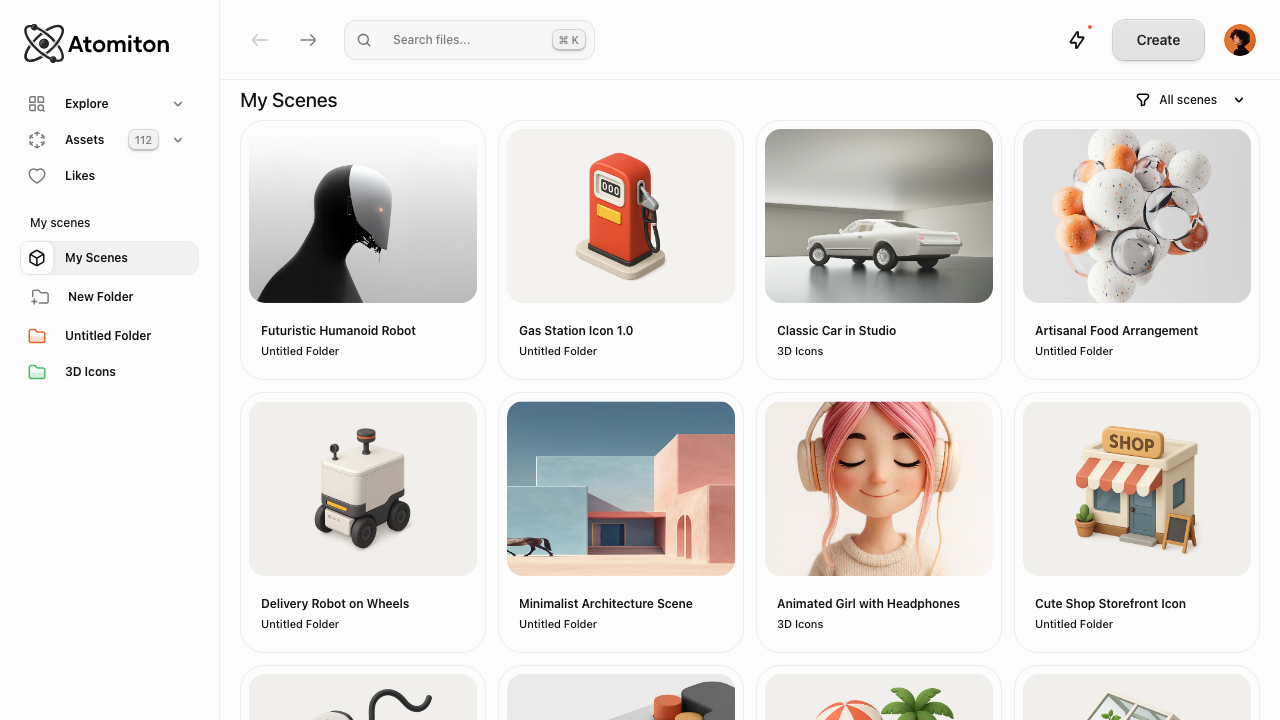 Atomiton
Search files...
⌘ K
Create
Explore
Assets
112
Likes
My scenes
My Scenes
New Folder
Untitled Folder
3D Icons
My Scenes
All scenes
000
Futuristic Humanoid Robot
Untitled Folder
Gas Station Icon 1.0
Untitled Folder
Classic Car in Studio
3D Icons
Artisanal Food Arrangement
Untitled Folder
SHOP
Delivery Robot on Wheels
Untitled Folder
Minimalist Architecture Scene
Untitled Folder
Animated Girl with Headphones
3D Icons
Cute Shop Storefront Icon
Untitled Folder